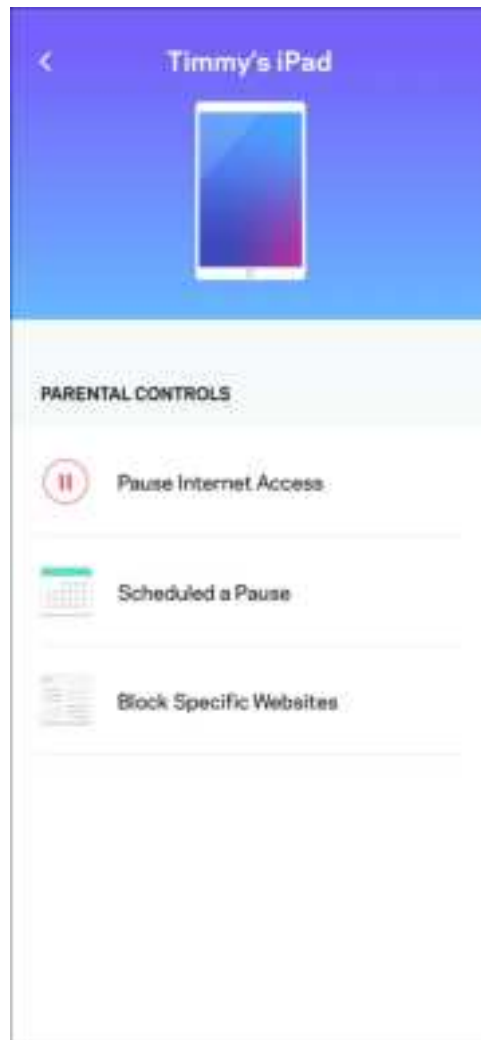 Timmy's iPad
PARENTAL CONTROLS
Pause Internet Access
Scheduled a Pause
Block Specific Websites